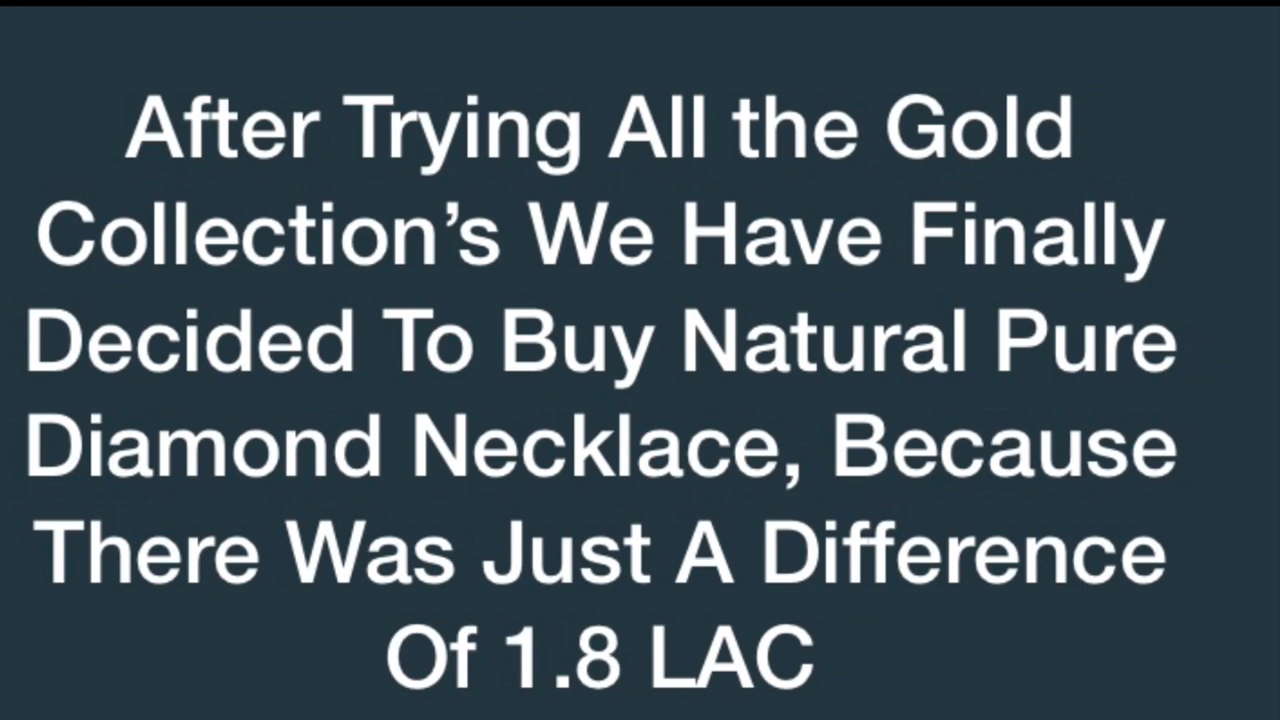 After Trying All the Gold
Collection’s We Have Finally
Decided To Buy Natural Pure
Diamond Necklace, Because
There Was Just A Difference
Of 1.8 LAC